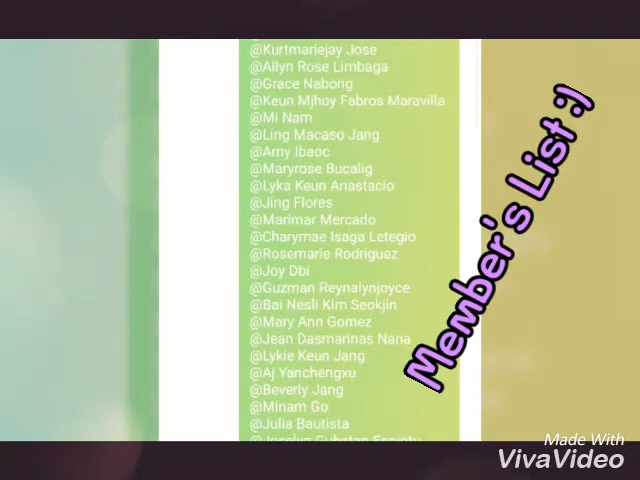 @Kurtmariejay Jose
@Allyn Rose Limbaga
@Grace Nabong
@Keun Mjhoy Fabros Maravilla
@Mi Nam
@Ling Macaso Jang
@Amy Ibaoc
@Maryrose Bucalig
@Lyka Keun Anastacio
@Jing Flores
@Marimar Mercado
@Charymae Isaga Letegio
@Rosemarie Rodriguez
@Joy Dbi
@Guzman Reynalynjoyce
@Bai Nesli Kim Seokjin
@Mary Ann Gomez
@Jean Dasmarinas Nana
@Lykie Keun Jang
@Aj Yanchengxu
@Beverly Jang
@Minam Go
@Julia Bautista
Member's List :)
Made With
VivaVideo